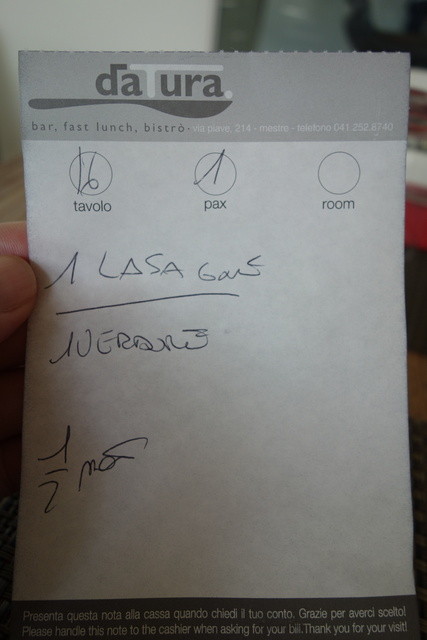 daTura.
bar, fast lunch, bistrò - via piave, 214 - mestre - telefono 041.252.8740
16 1
tavolo pax room
1 LASAGNE
1 VERDURE
1/2
Presenta questa nota alla cassa quando chiedi il tuo conto. Grazie per averci scelto!
Please handle this note to the cashier when asking for your bill.Thank you for your visit!